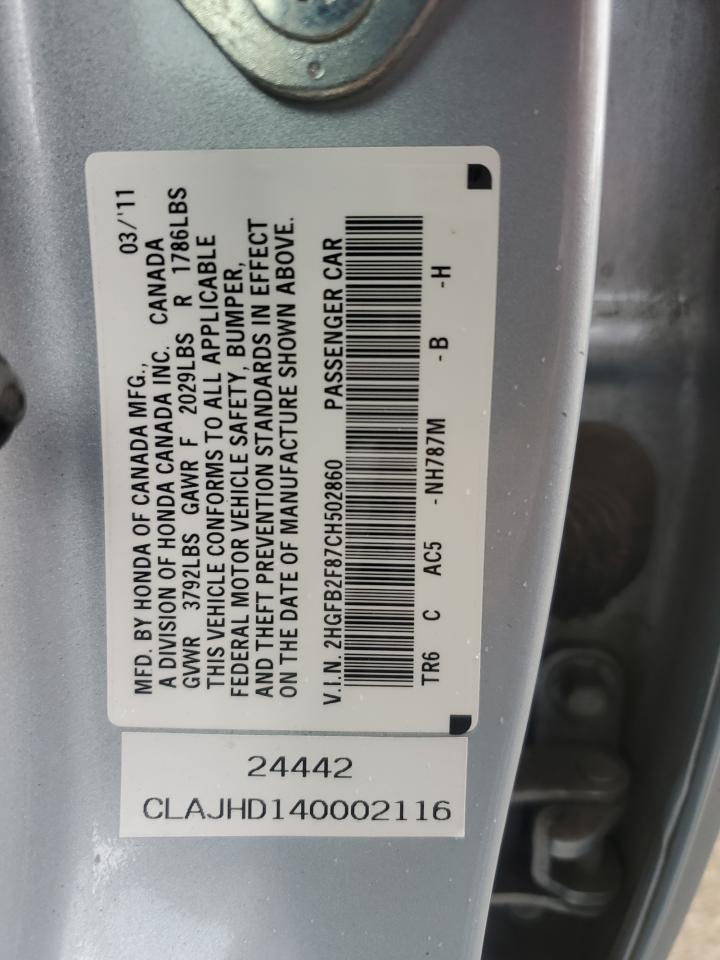 MFD. BY HONDA OF CANADA MFG., 03/'11
A DIVISION OF HONDA CANADA INC. CANADA
GVWR 3792LBS GAWR F 2029LBS R 1786LBS
THIS VEHICLE CONFORMS TO ALL APPLICABLE
FEDERAL MOTOR VEHICLE SAFETY, BUMPER,
AND THEFT PREVENTION STANDARDS IN EFFECT
ON THE DATE OF MANUFACTURE SHOWN ABOVE.
V.I.N. 2HGFB2F87CH502860 PASSENGER CAR
TR6 C AC5 -NH787M -B -H
24442
CLAJHD140002116